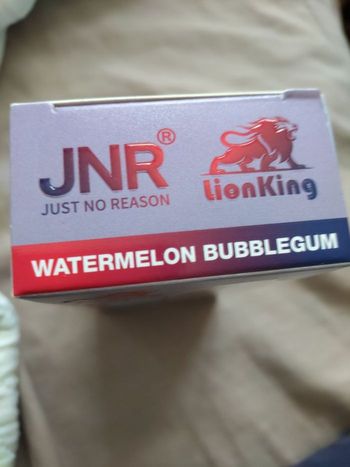 JNR®
JUST NO REASON
LionKing
WATERMELON BUBBLEGUM